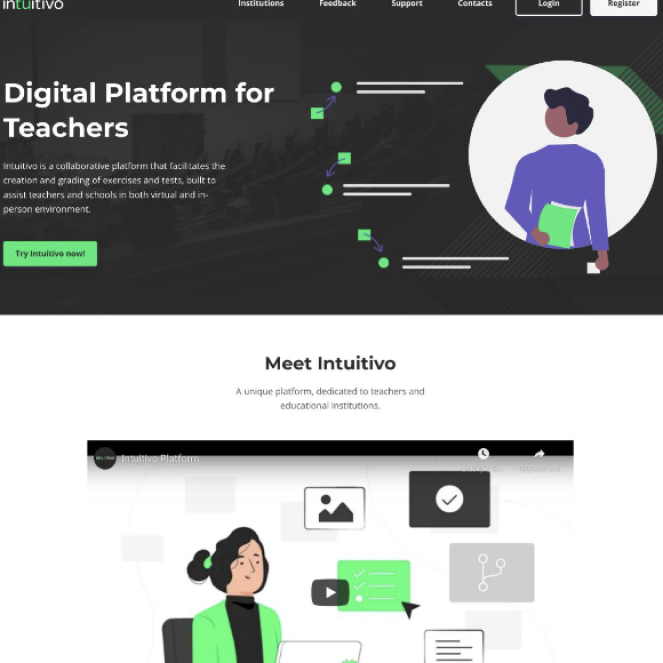 intuitivo
Institutions
Feedback
Support
Contacts
Login
Register
Digital Platform for
Teachers
Intuitivo is a collaborative platform that facilitates the
creation and grading of exercises and tests, built to
assist teachers and schools in both virtual and in-
person environment.
Try intuitivo now!
Meet Intuitivo
A unique platform, dedicated to teachers and
educational institutions.
intuitivo
Intuitivo Platform